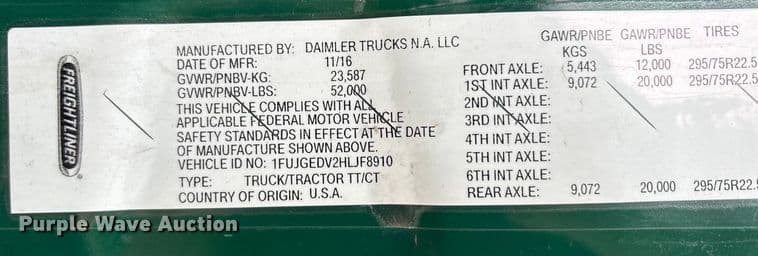 FREIGHTLINER
MANUFACTURED BY: DAIMLER TRUCKS N.A. LLC
DATE OF MFR: 11/16
GVWR/PNBV-KG: 23,587
GVWR/PNBV-LBS: 52,000
THIS VEHICLE COMPLIES WITH ALL
APPLICABLE FEDERAL MOTOR VEHICLE
SAFETY STANDARDS IN EFFECT AT THE DATE
OF MANUFACTURE SHOWN ABOVE.
VEHICLE ID NO: 1FUJGEDV2HLJF8910
TYPE: TRUCK/TRACTOR TT/CT
COUNTRY OF ORIGIN: U.S.A.
GAWR/PNBE GAWR/PNBE TIRES
KGS LBS
FRONT AXLE: 5,443 12,000 295/75R22.5
1ST INT AXLE: 9,072 20,000 295/75R22.5
2ND INT AXLE:
3RD INT AXLE:
4TH INT AXLE:
5TH INT AXLE:
6TH INT AXLE:
REAR AXLE: 9,072 20,000 295/75R22.5
Purple Wave Auction